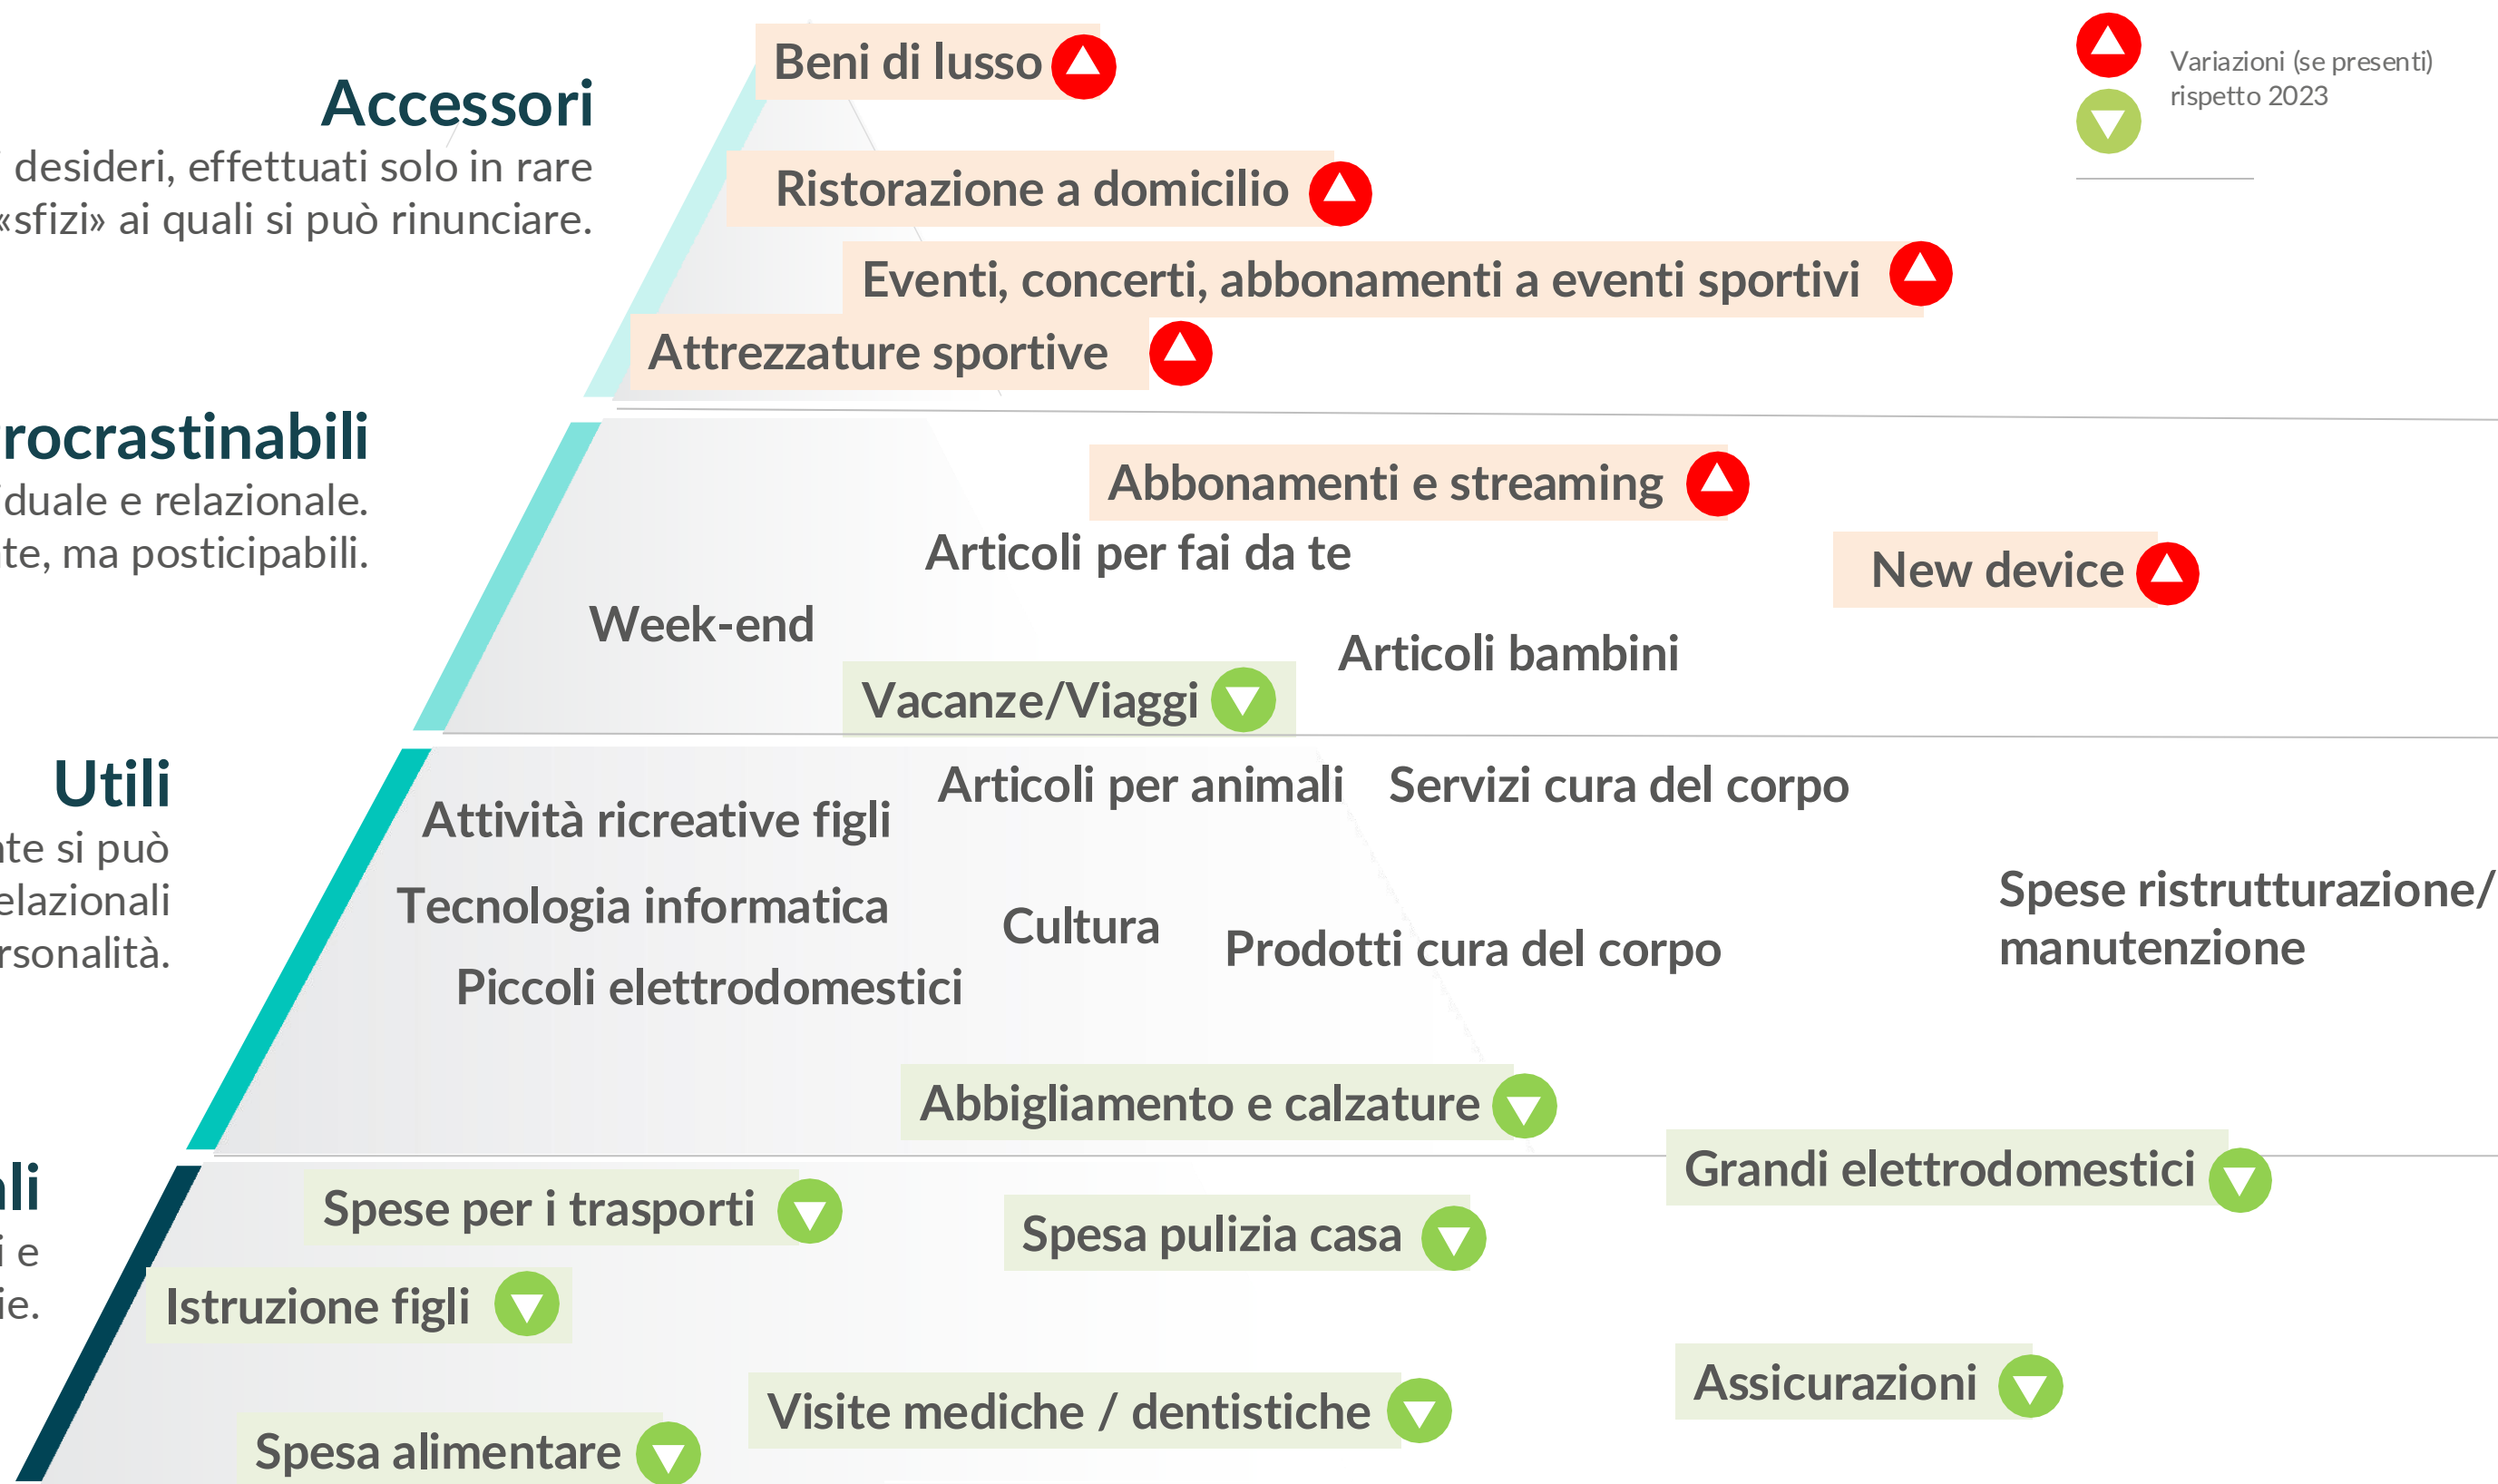 Beni di lusso
Variazioni (se presenti)
rispetto 2023
Accessori
desideri, effettuati solo in rare
«sfizi» ai quali si può rinunciare.
Ristorazione a domicilio
Eventi, concerti, abbonamenti a eventi sportivi
Attrezzature sportive
rocrastinabili
duale e relazionale.
te, ma posticipabili.
Abbonamenti e streaming
Articoli per fai da te
New device
Week-end
Articoli bambini
Vacanze/Viaggi
Utili
te si può
elazionali
rsonalità.
Articoli per animali
Servizi cura del corpo
Attività ricreative figli
Tecnologia informatica
Cultura
Prodotti cura del corpo
Spese ristrutturazione/
manutenzione
Piccoli elettrodomestici
Abbigliamento e calzature
Grandi elettrodomestici
li
i e
ie.
Spese per i trasporti
Spesa pulizia casa
Istruzione figli
Assicurazioni
Visite mediche / dentistiche
Spesa alimentare